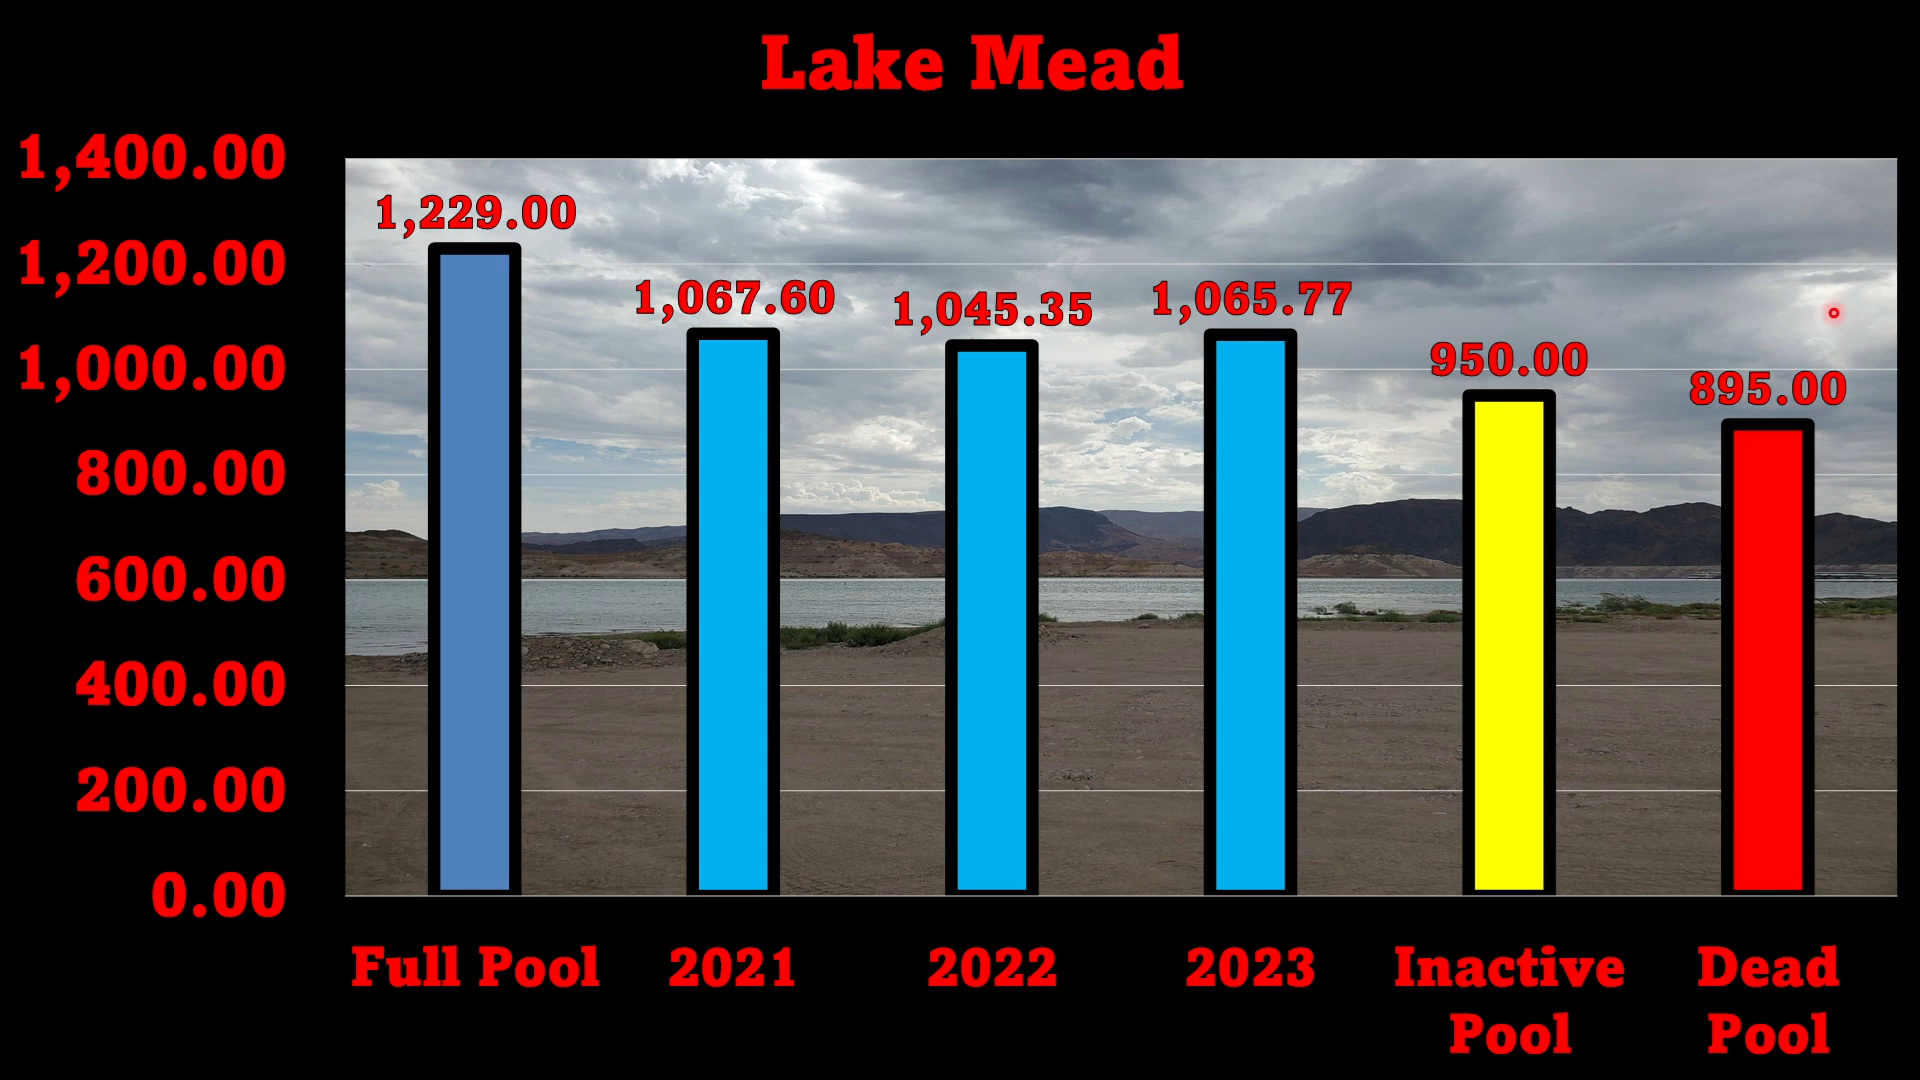 Lake Mead
1,400.00
1,200.00
1,000.00
800.00
600.00
400.00
200.00
0.00
1,229.00
1,067.60
1,045.35
1,065.77
950.00
895.00
Full Pool
2021
2022
2023
Inactive
Pool
Dead
Pool